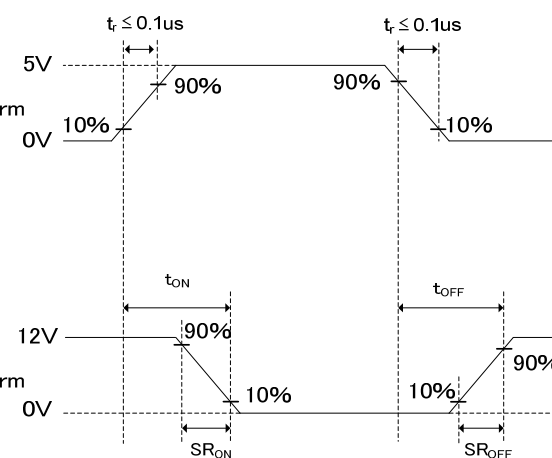 tr ≤ 0.1us tr ≤ 0.1us
5V
90% 90%
rm
10% 10%
0V
tON tOFF
12V 90%
90%
rm
10% 10%
0V
SRON SROFF